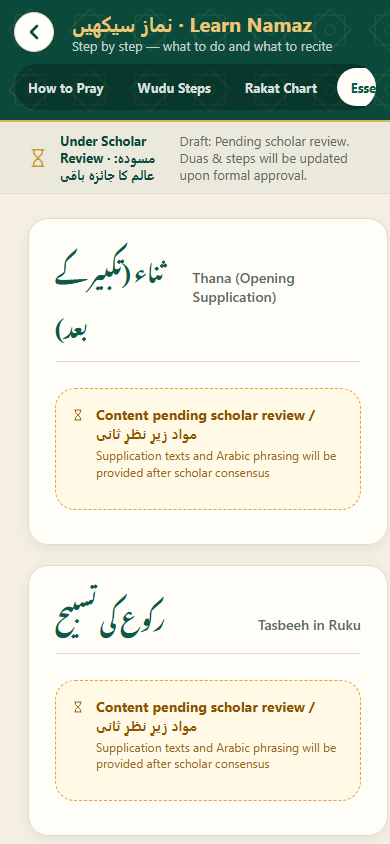 نماز سیکھیں · Learn Namaz
Step by step — what to do and what to recite
How to Pray
Wudu Steps
Rakat Chart
Esse
Under Scholar
Review · مسودہ:
عالم کا جائزہ باقی
Draft: Pending scholar review.
Duas & steps will be updated
upon formal approval.
ثناء (تکبیر کے
بعد)
Thana (Opening
Supplication)
Content pending scholar review /
مواد زیرِ نظرِ ثانی
Supplication texts and Arabic phrasing will be
provided after scholar consensus
رکوع کی تسبیح
Tasbeeh in Ruku
Content pending scholar review /
مواد زیرِ نظرِ ثانی
Supplication texts and Arabic phrasing will be
provided after scholar consensus